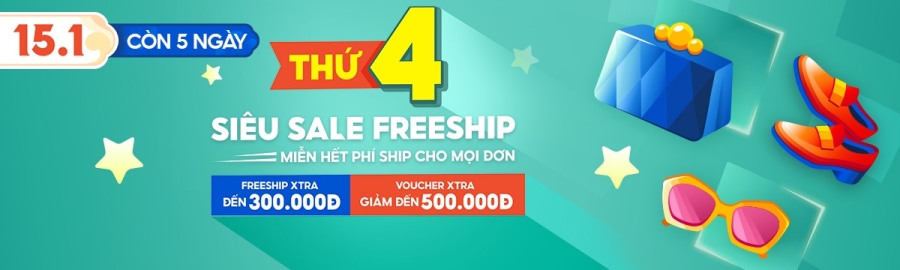 15.1 CÒN 5 NGÀY
THỨ 4
SIÊU SALE FREESHIP
MIỄN HẾT PHÍ SHIP CHO MỌI ĐƠN
FREESHIP XTRA
ĐẾN 300.000Đ
VOUCHER XTRA
GIẢM ĐẾN 500.000Đ